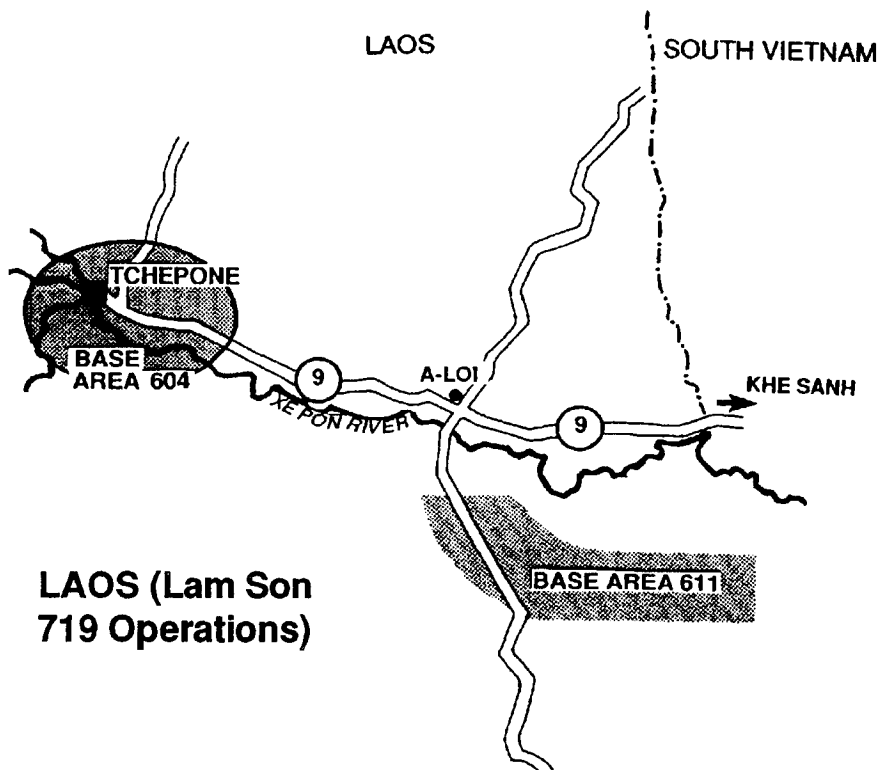 LAOS
SOUTH VIETNAM
TCHEPONE
BASE
AREA 604
9
A-LOI
XE PON RIVER
9
KHE SANH
BASE AREA 611
LAOS (Lam Son
719 Operations)